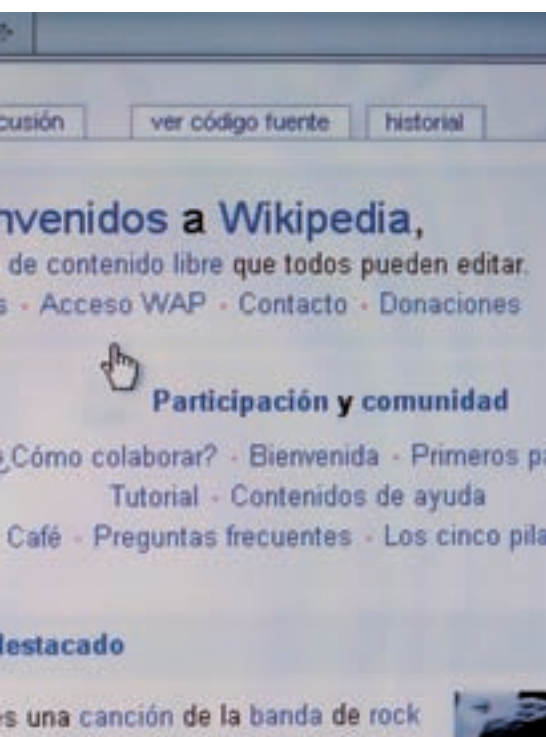 cusión ver código fuente historial
nvenidos a Wikipedia,
de contenido libre que todos pueden editar.
s - Acceso WAP - Contacto - Donaciones
Participación y comunidad
¿Cómo colaborar? - Bienvenida - Primeros pa
Tutorial - Contenidos de ayuda
Café - Preguntas frecuentes - Los cinco pila
destacado
es una canción de la banda de rock